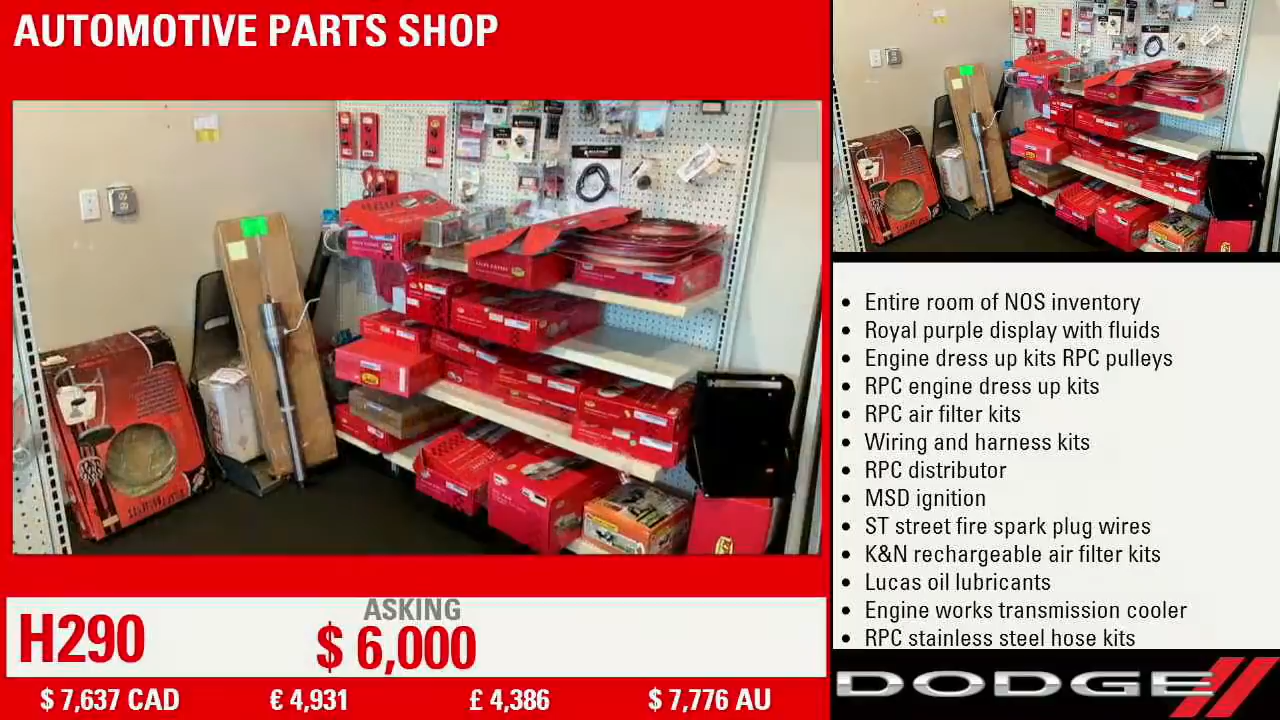 AUTOMOTIVE PARTS SHOP
• Entire room of NOS inventory
• Royal purple display with fluids
• Engine dress up kits RPC pulleys
• RPC engine dress up kits
• RPC air filter kits
• Wiring and harness kits
• RPC distributor
• MSD ignition
• ST street fire spark plug wires
• K&N rechargeable air filter kits
• Lucas oil lubricants
• Engine works transmission cooler
• RPC stainless steel hose kits
H290
ASKING
$ 6,000
$ 7,637 CAD € 4,931 £ 4,386 $ 7,776 AU
DODGE